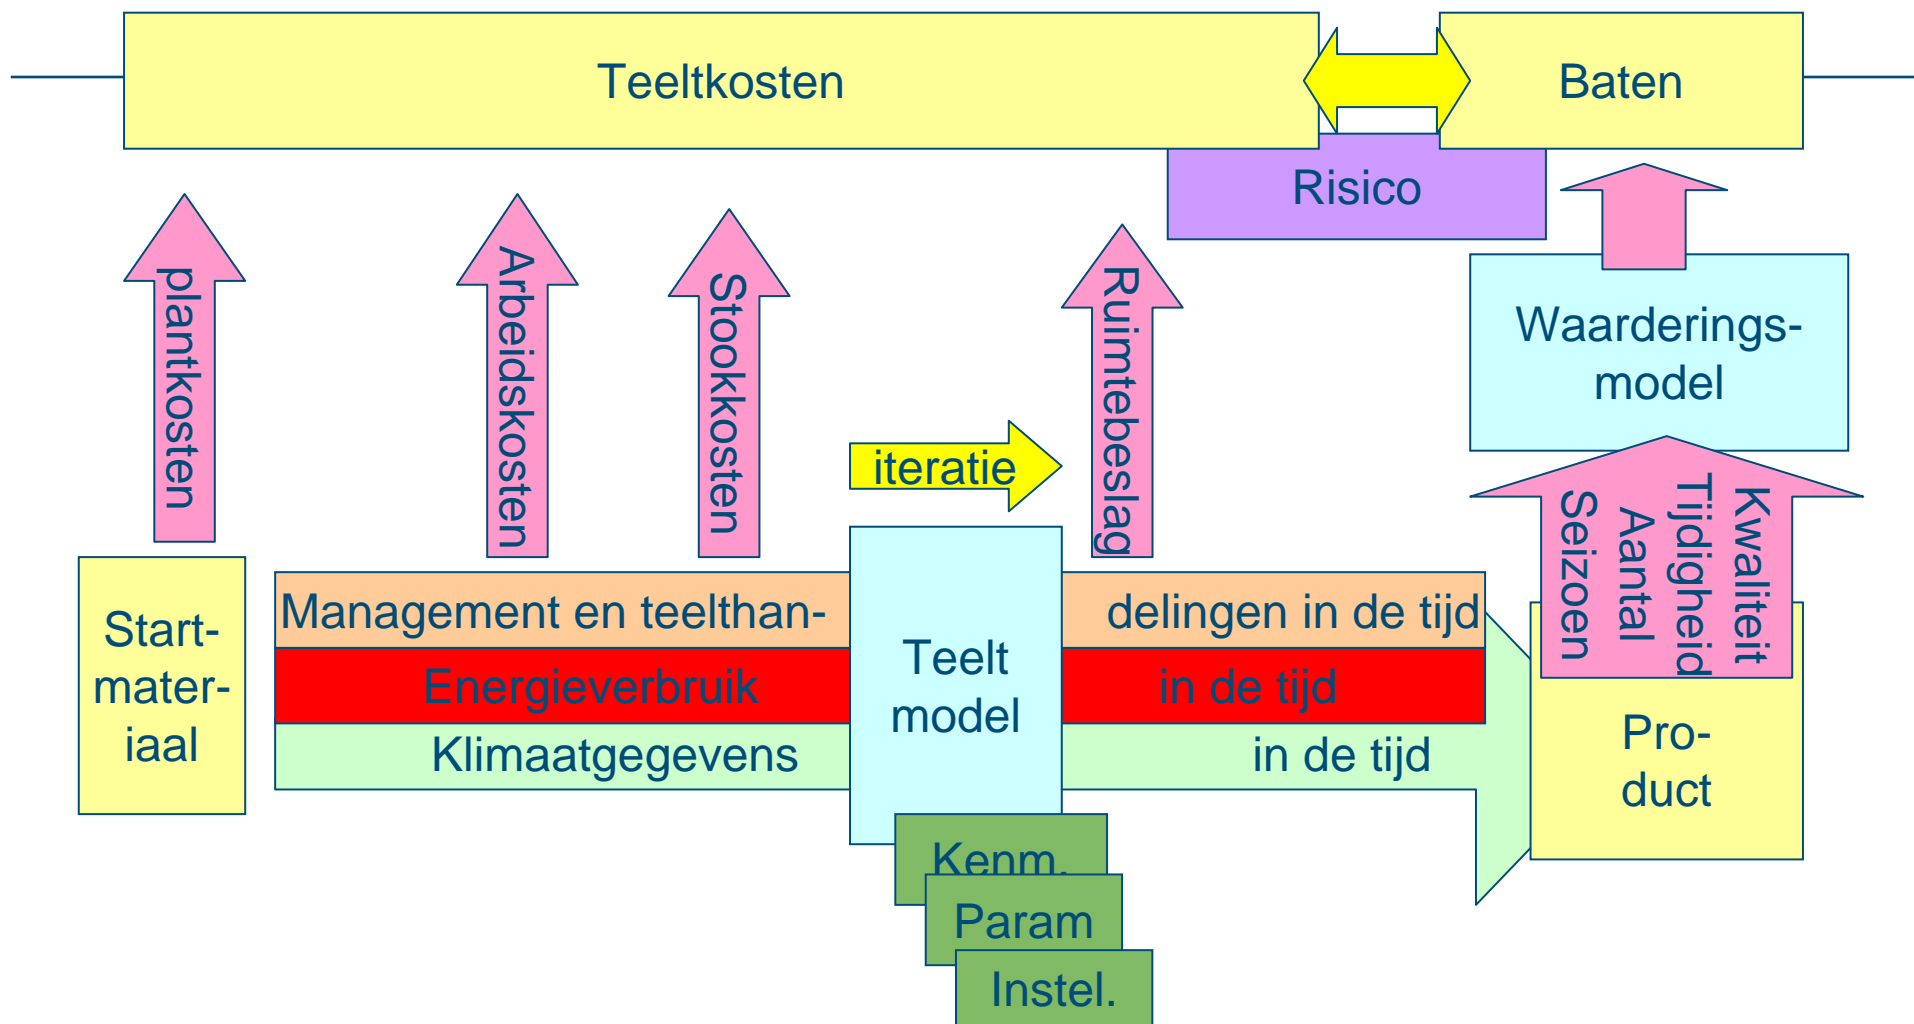 Teeltkosten
Baten
Risico
plantkosten
Arbeidskosten
Stookkosten
Ruimtebeslag
Waarderings-
model
iteratie
Kwaliteit
Tijdigheid
Aantal
Seizoen
Start-
mater-
iaal
Management en teelthan-
delingen in de tijd
Energieverbruik
in de tijd
Klimaatgegevens
in de tijd
Teelt
model
Pro-
duct
Kenm.
Param
Instel.